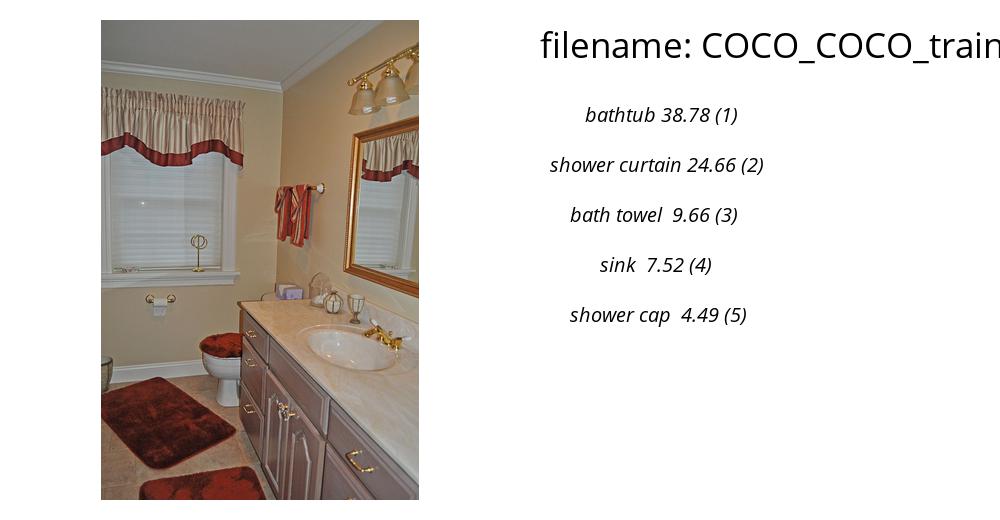 filename: COCO_COCO_train
bathtub 38.78 (1)
shower curtain 24.66 (2)
bath towel 9.66 (3)
sink 7.52 (4)
shower cap 4.49 (5)